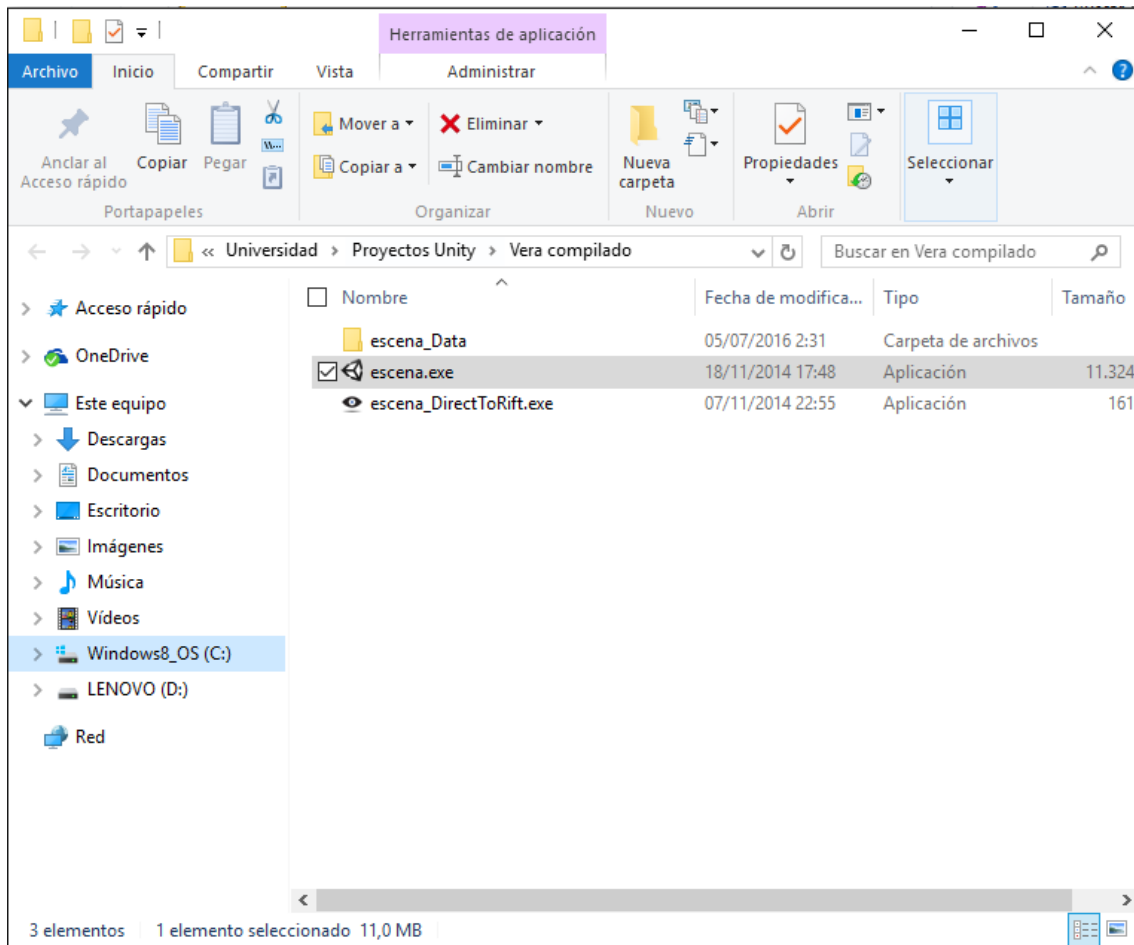 Herramientas de aplicación
Archivo Inicio Compartir Vista Administrar
Anclar al
Acceso rápido
Copiar
Pegar
Mover a
Copiar a
Eliminar
Cambiar nombre
Nueva
carpeta
Propiedades
Seleccionar
Portapapeles Organizar Nuevo Abrir
« Universidad > Proyectos Unity > Vera compilado
Buscar en Vera compilado
Acceso rápido
OneDrive
Este equipo
Descargas
Documentos
Escritorio
Imágenes
Música
Vídeos
Windows8_OS (C:)
LENOVO (D:)
Red
Nombre Fecha de modifica... Tipo Tamaño
escena_Data 05/07/2016 2:31 Carpeta de archivos
escena.exe 18/11/2014 17:48 Aplicación 11.324
escena_DirectToRift.exe 07/11/2014 22:55 Aplicación 161
3 elementos 1 elemento seleccionado 11,0 MB